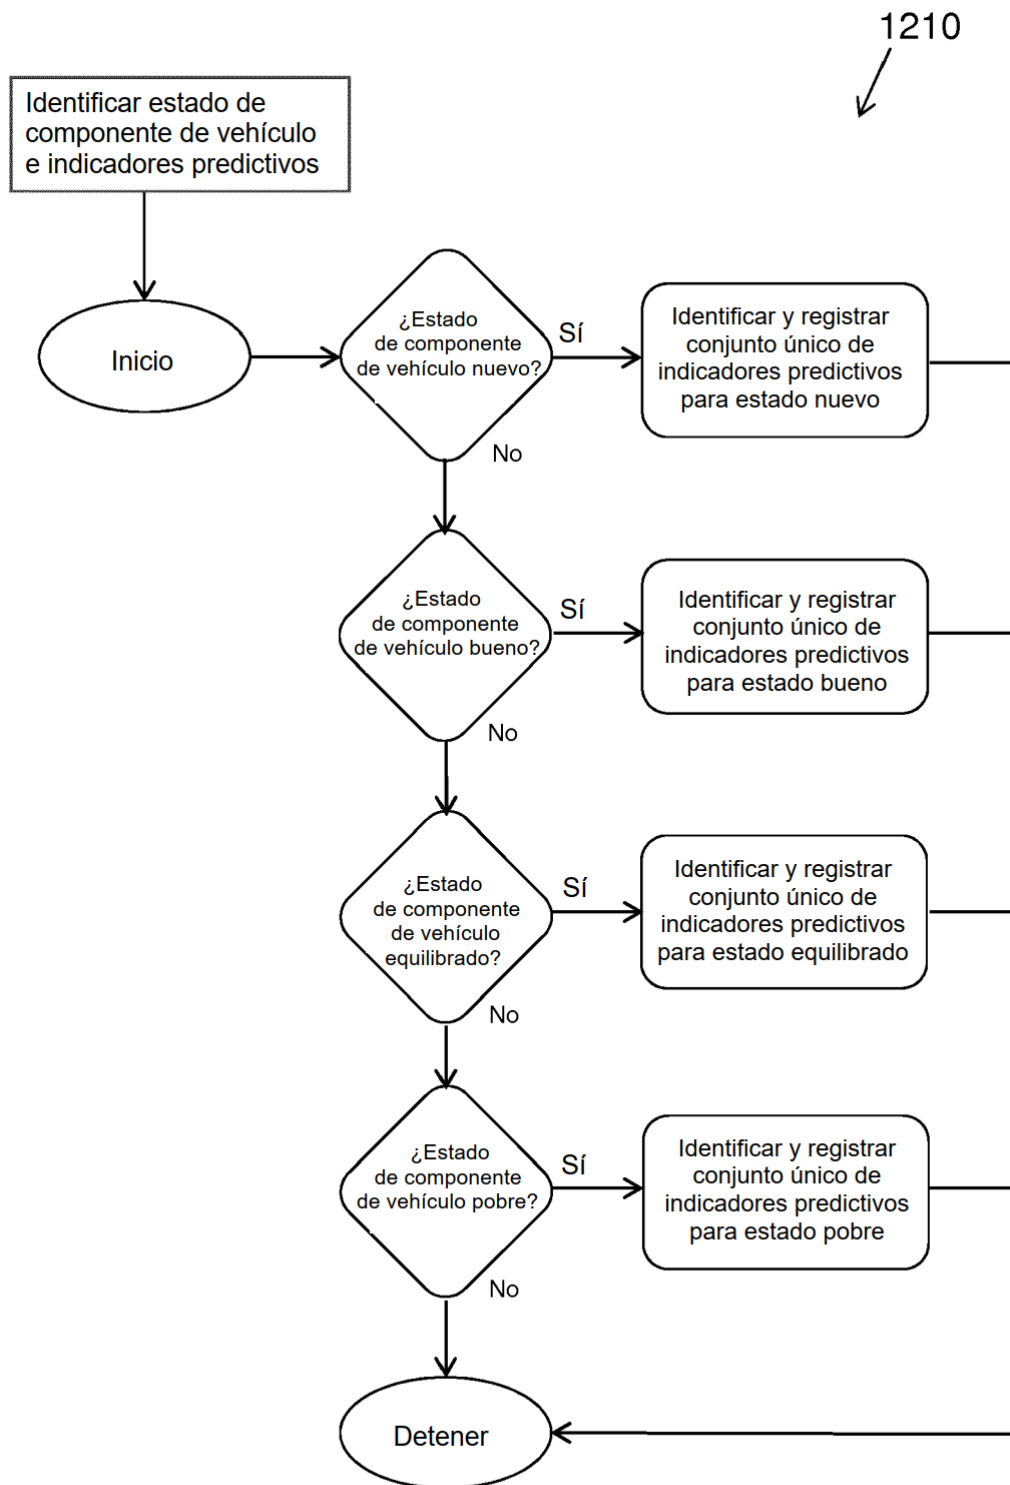 1210
Identificar estado de
componente de vehículo
e indicadores predictivos
Inicio
¿Estado
de componente
de vehículo nuevo?
Sí
Identificar y registrar
conjunto único de
indicadores predictivos
para estado nuevo
No
¿Estado
de componente
de vehículo bueno?
Sí
Identificar y registrar
conjunto único de
indicadores predictivos
para estado bueno
No
¿Estado
de componente
de vehículo
equilibrado?
Sí
Identificar y registrar
conjunto único de
indicadores predictivos
para estado equilibrado
No
¿Estado
de componente
de vehículo pobre?
Sí
Identificar y registrar
conjunto único de
indicadores predictivos
para estado pobre
No
Detener